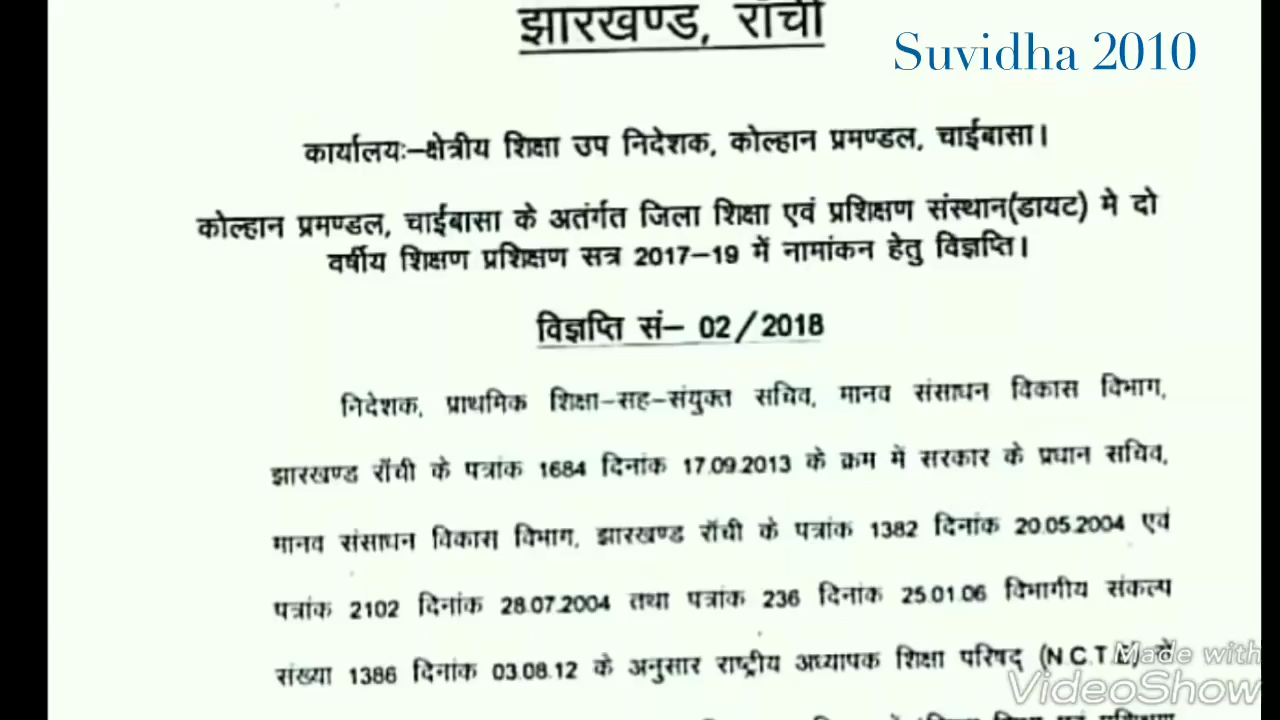 झारखण्ड, राँची
Suvidha 2010
कार्यालयः–क्षेत्रीय शिक्षा उप निदेशक, कोल्हान प्रमण्डल, चाईबासा।
कोल्हान प्रमण्डल, चाईबासा के अतंर्गत जिला शिक्षा एवं प्रशिक्षण संस्थान(डायट) मे दो
वर्षीय शिक्षण प्रशिक्षण सत्र 2017–19 में नामांकन हेतु विज्ञप्ति।
विज्ञप्ति सं– 02/2018
निदेशक, प्राथमिक शिक्षा–सह–संयुक्त सचिव, मानव संसाधन विकास विभाग,
झारखण्ड रॉची के पत्रांक 1684 दिनांक 17.09.2013 के क्रम में सरकार के प्रधान सचिव,
मानव संसाधन विकास विभाग, झारखण्ड रॉची के पत्रांक 1382 दिनांक 20.05.2004 एवं
पत्रांक 2102 दिनांक 28.07.2004 तथा पत्रांक 236 दिनांक 25.01.06 विभागीय संकल्प
संख्या 1386 दिनांक 03.08.12 के अनुसार राष्ट्रीय अध्यापक शिक्षा परिषद् (N.C.T.E)
Made with
VideoShow